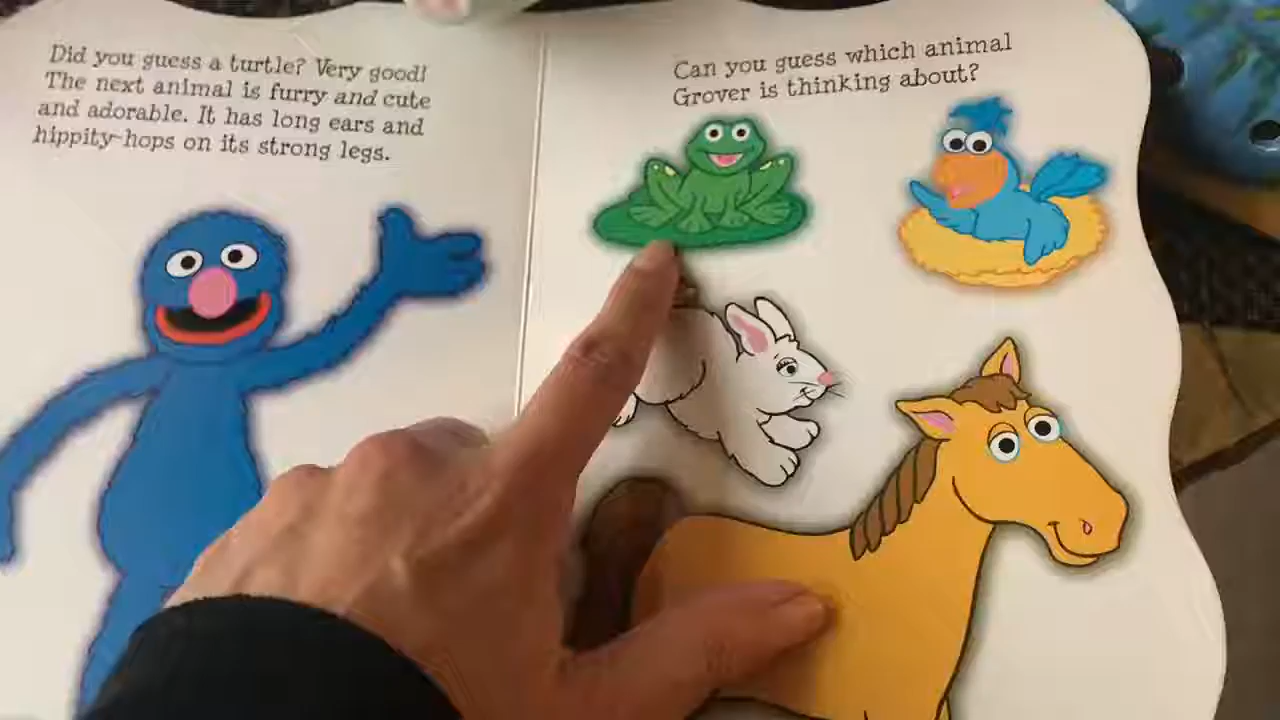 Did you guess a turtle? Very good!
The next animal is furry and cute
and adorable. It has long ears and
hippity-hops on its strong legs.
Can you guess which animal
Grover is thinking about?